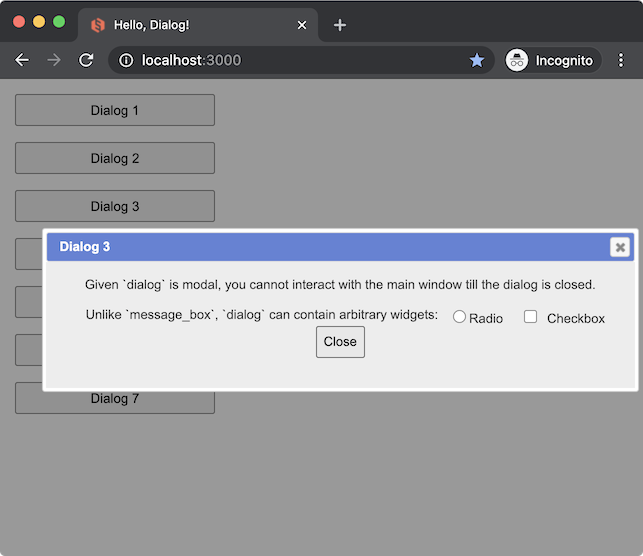 Hello, Dialog!
localhost:3000
Incognito
Dialog 1
Dialog 2
Dialog 3
Dialog 3
Given `dialog` is modal, you cannot interact with the main window till the dialog is closed.
Unlike `message_box`, `dialog` can contain arbitrary widgets: Radio Checkbox
Close
Dialog 7